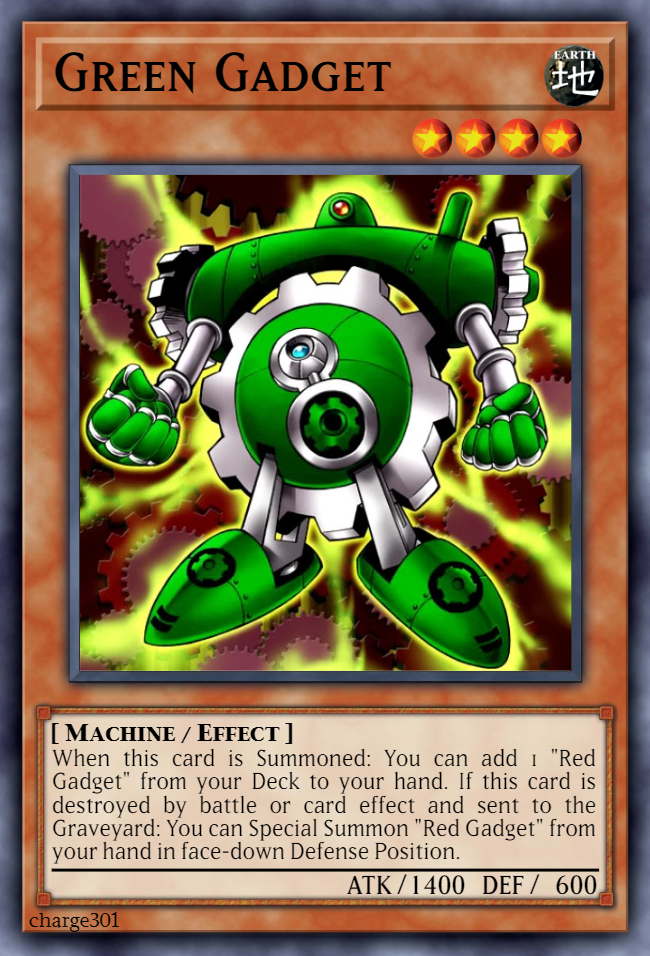 Green Gadget
EARTH
地
[ Machine / Effect ]
When this card is Summoned: You can add 1 "Red
Gadget" from your Deck to your hand. If this card is
destroyed by battle or card effect and sent to the
Graveyard: You can Special Summon "Red Gadget" from
your hand in face-down Defense Position.
ATK / 1400 DEF / 600
charge301